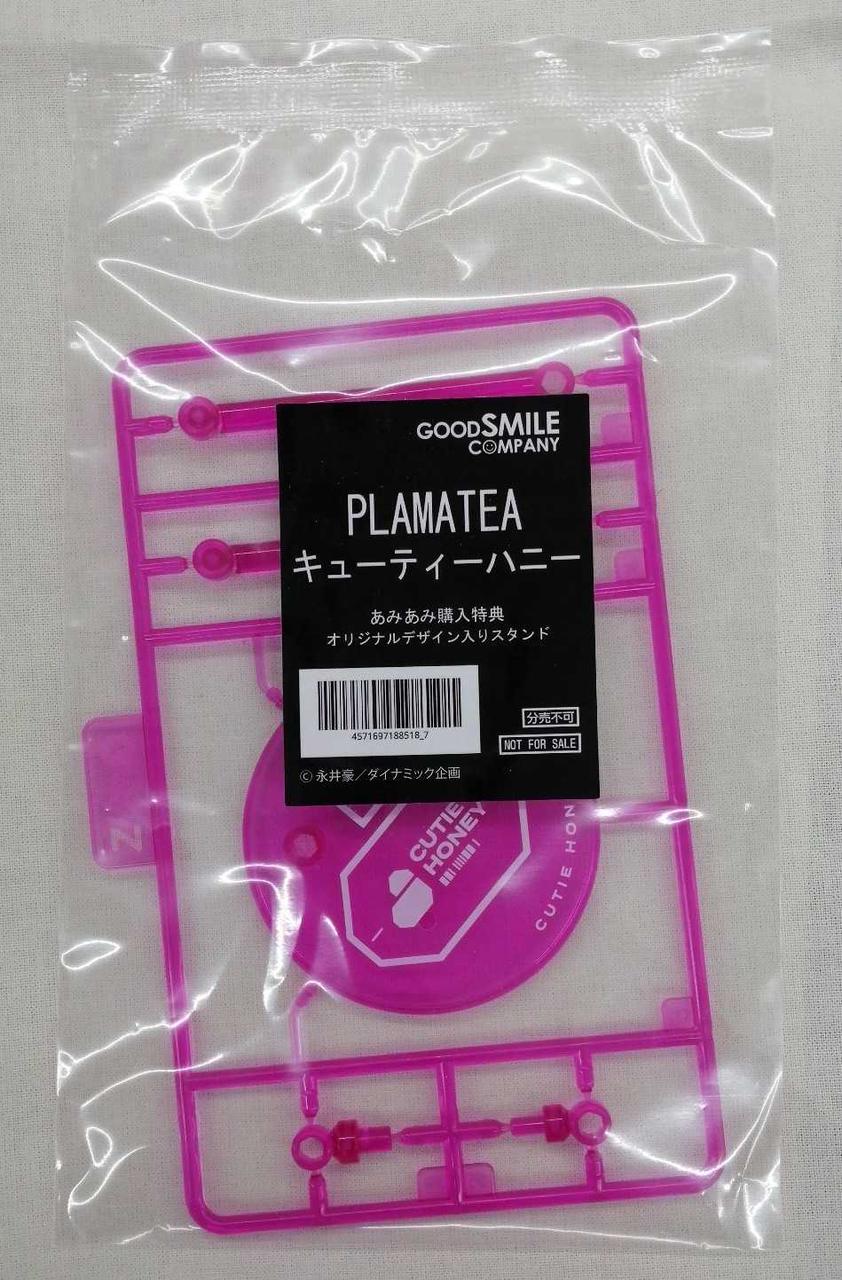 GOODSMILE
COMPANY
PLAMATEA
キューティーハニー
あみあみ購入特典
オリジナルデザイン入りスタンド
4571697188518_7
分売不可
NOT FOR SALE
© 永井豪／ダイナミック企画
CUTIE
HONEY
CUTIE HON
Z